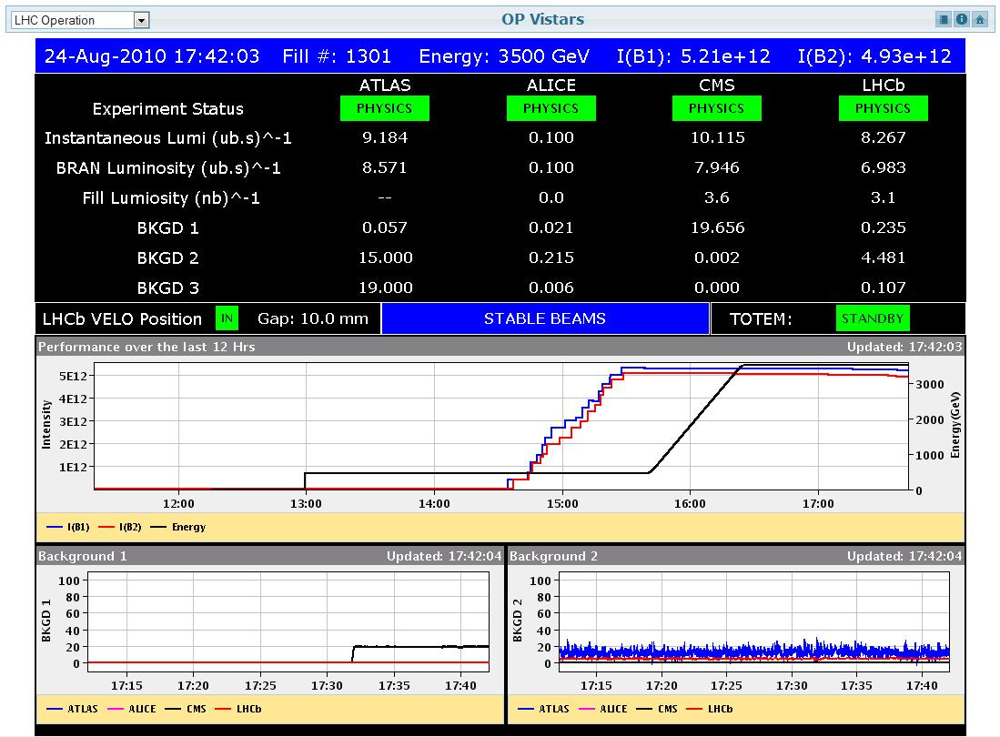 LHC Operation OP Vistars
24-Aug-2010 17:42:03 Fill #: 1301 Energy: 3500 GeV I(B1): 5.21e+12 I(B2): 4.93e+12
ATLAS ALICE CMS LHCb
Experiment Status PHYSICS PHYSICS PHYSICS PHYSICS
Instantaneous Lumi (ub.s)^-1 9.184 0.100 10.115 8.267
BRAN Luminosity (ub.s)^-1 8.571 0.100 7.946 6.983
Fill Lumiosity (nb)^-1 -- 0.0 3.6 3.1
BKGD 1 0.057 0.021 19.656 0.235
BKGD 2 15.000 0.215 0.002 4.481
BKGD 3 19.000 0.006 0.000 0.107
LHCb VELO Position IN Gap: 10.0 mm STABLE BEAMS TOTEM: STANDBY
Performance over the last 12 Hrs Updated: 17:42:03
Intensity
5E12
4E12
3E12
2E12
1E12
3000
2000
1000
0
Energy(GeV)
12:00 13:00 14:00 15:00 16:00 17:00
I(B1) I(B2) Energy
Background 1 Updated: 17:42:04
BKGD 1
100
80
60
40
20
0
17:15 17:20 17:25 17:30 17:35 17:40
ATLAS ALICE CMS LHCb
Background 2 Updated: 17:42:04
BKGD 2
100
80
60
40
20
0
17:15 17:20 17:25 17:30 17:35 17:40
ATLAS ALICE CMS LHCb